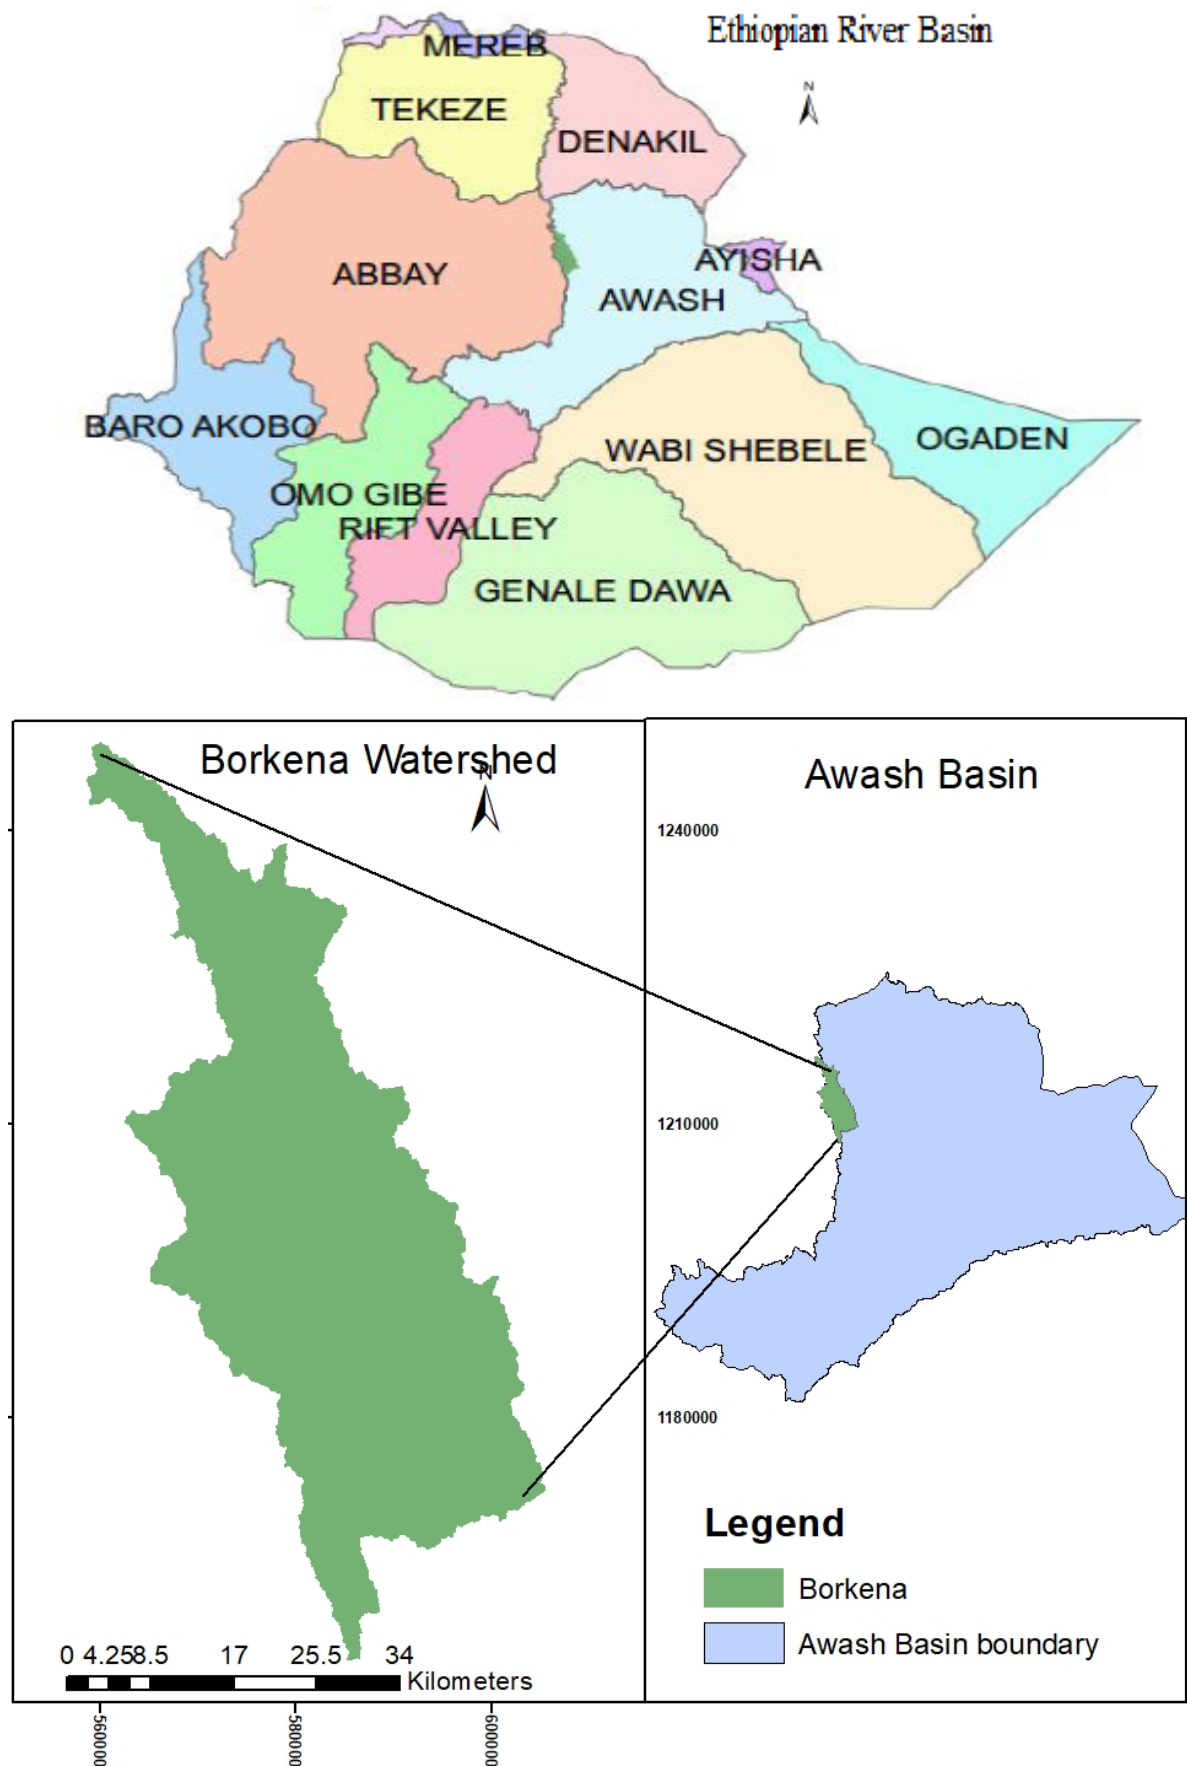 Ethiopian River Basin
N
MEREB
TEKEZE
DENAKIL
AYISHA
ABBAY
AWASH
BARO AKOBO
WABI SHEBELE
OGADEN
OMO GIBE
RIFT VALLEY
GENALE DAWA
Borkena Watershed
N
Awash Basin
1240000
1210000
1180000
Legend
Borkena
Awash Basin boundary
0 4.25 8.5 17 25.5 34
Kilometers
560000
580000
600000